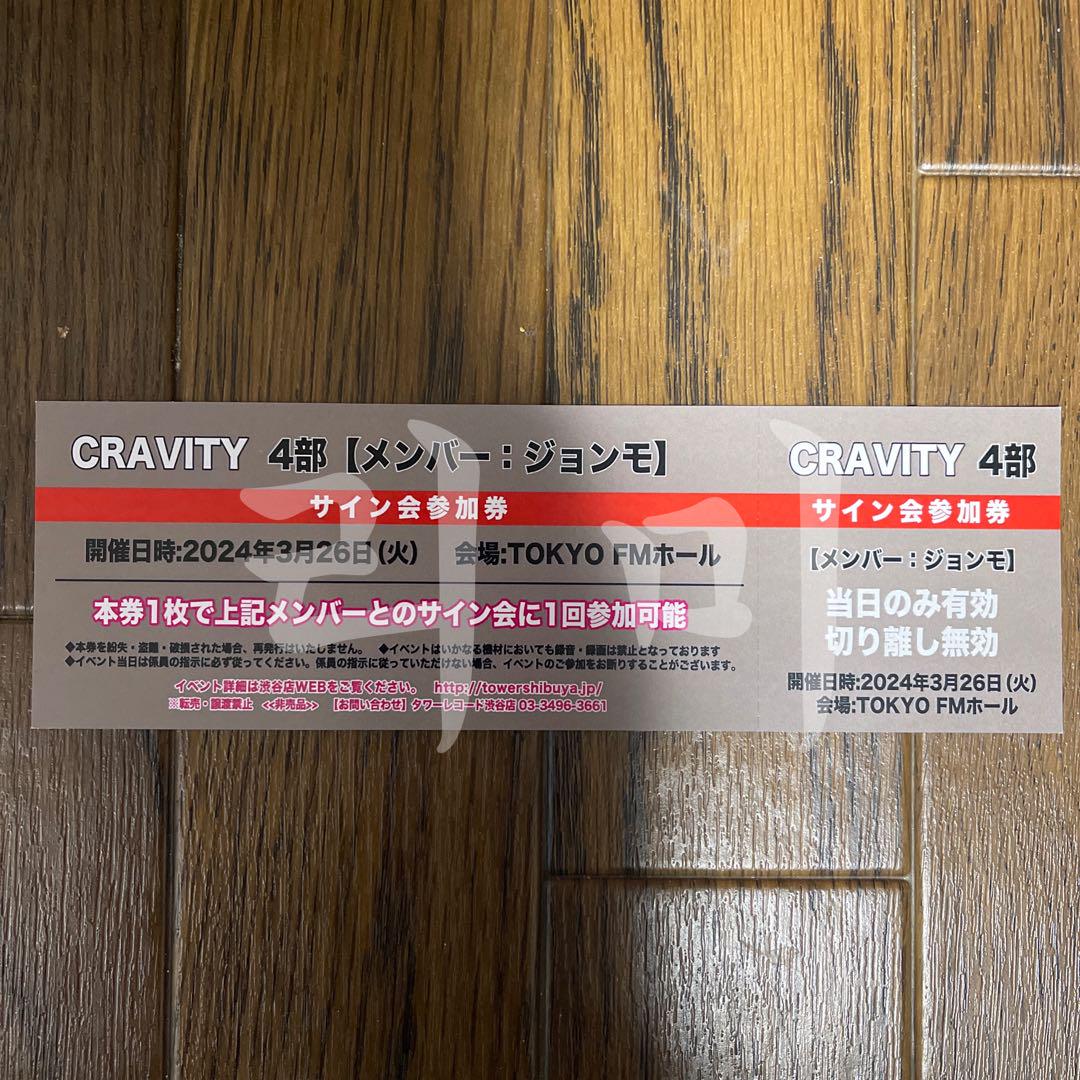 CRAVITY 4部【メンバー：ジョンモ】
サイン会参加券
開催日時:2024年3月26日(火) 会場:TOKYO FMホール
本券1枚で上記メンバーとのサイン会に1回参加可能
◆本券を紛失・盗難・破損された場合、再発行はいたしません。 ◆イベントはいかなる機材においても録音・録画は禁止となっております
◆イベント当日は係員の指示に必ず従ってください。係員の指示に従っていただけない場合、イベントのご参加をお断りすることがございます。
イベント詳細は渋谷店WEBをご覧ください。 http://towershibuya.jp/
※転売・譲渡禁止 <<非売品>> 【お問い合わせ】タワーレコード渋谷店 03-3496-3661
CRAVITY 4部
サイン会参加券
【メンバー：ジョンモ】
当日のみ有効
切り離し無効
開催日時:2024年3月26日(火)
会場:TOKYO FMホール
리미